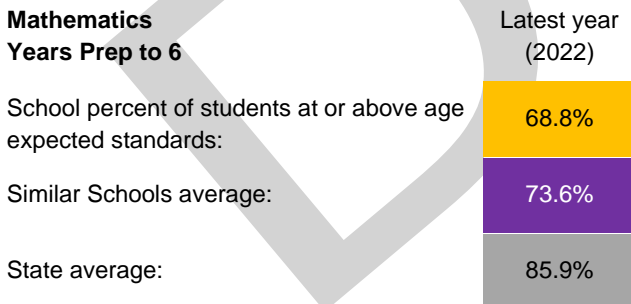 Mathematics Latest year
Years Prep to 6 (2022)
School percent of students at or above age
expected standards: 68.8%
Similar Schools average: 73.6%
State average: 85.9%